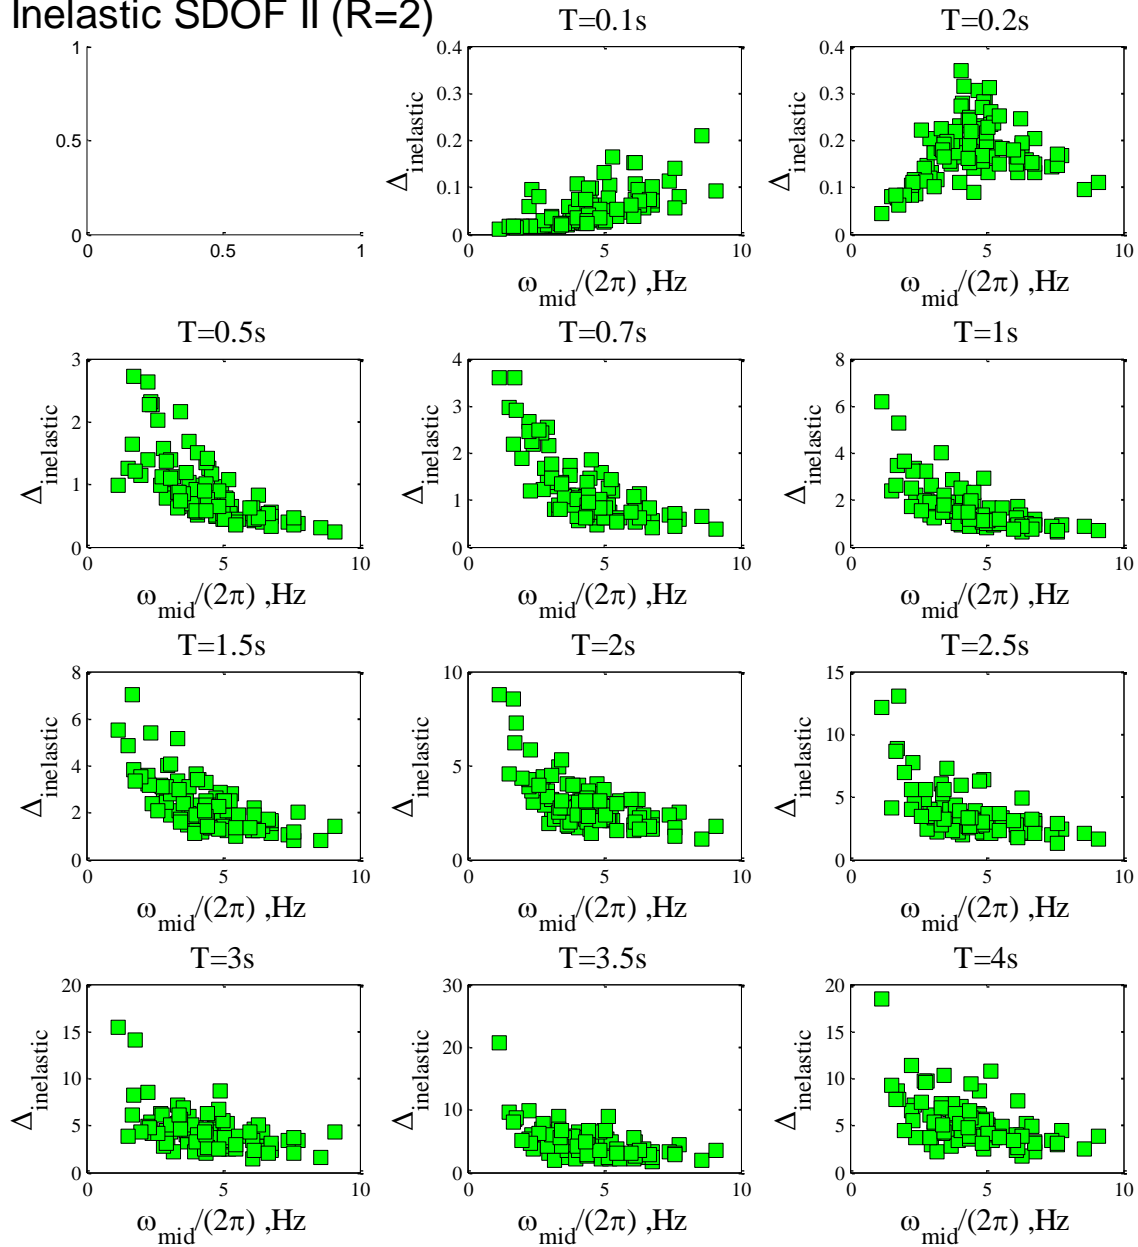 Inelastic SDOF II (R=2)
1
0.5
0
0 0.5 1
T=0.1s
0.4
0.3
0.2
0.1
0
0 5 10
Δinelastic
ωmid/(2π) ,Hz
T=0.2s
0.4
0.3
0.2
0.1
0
0 5 10
Δinelastic
ωmid/(2π) ,Hz
T=0.5s
3
2
1
0
0 5 10
Δinelastic
ωmid/(2π) ,Hz
T=0.7s
4
3
2
1
0
0 5 10
Δinelastic
ωmid/(2π) ,Hz
T=1s
8
6
4
2
0
0 5 10
Δinelastic
ωmid/(2π) ,Hz
T=1.5s
8
6
4
2
0
0 5 10
Δinelastic
ωmid/(2π) ,Hz
T=2s
10
5
0
0 5 10
Δinelastic
ωmid/(2π) ,Hz
T=2.5s
15
10
5
0
0 5 10
Δinelastic
ωmid/(2π) ,Hz
T=3s
20
15
10
5
0
0 5 10
Δinelastic
ωmid/(2π) ,Hz
T=3.5s
30
20
10
0
0 5 10
Δinelastic
ωmid/(2π) ,Hz
T=4s
20
15
10
5
0
0 5 10
Δinelastic
ωmid/(2π) ,Hz